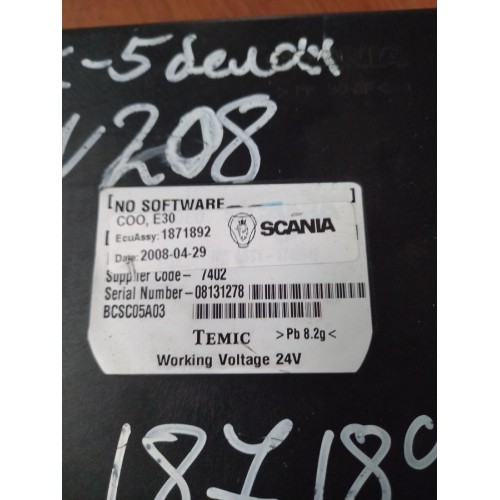 5 белая
N208
[NO SOFTWARE
COO, E30
EcuAssy: 1871892
SCANIA
Date: 2008-04-29
Supplier Code- 7402
Serial Number-08131278
BCSC05A03
TEMIC >Pb 8.2g<
Working Voltage 24V